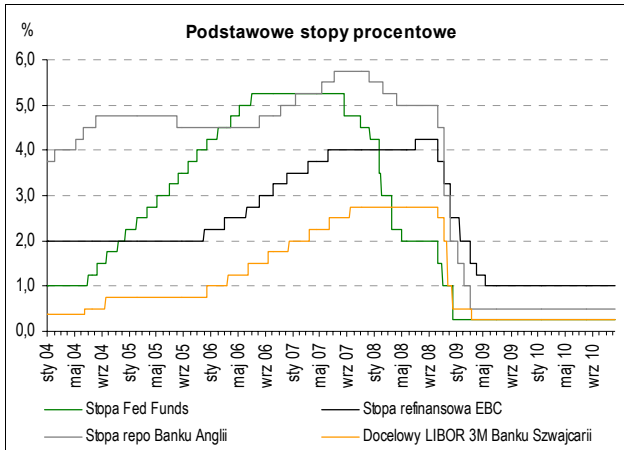 % Podstawowe stopy procentowe
6,0
5,0
4,0
3,0
2,0
1,0
0,0
sty 04 maj 04 wrz 04 sty 05 maj 05 wrz 05 sty 06 maj 06 wrz 06 sty 07 maj 07 wrz 07 sty 08 maj 08 wrz 08 sty 09 maj 09 wrz 09 sty 10 maj 10 wrz 10
Stopa Fed Funds Stopa refinansowa EBC
Stopa repo Banku Anglii Docelowy LIBOR 3M Banku Szwajcarii